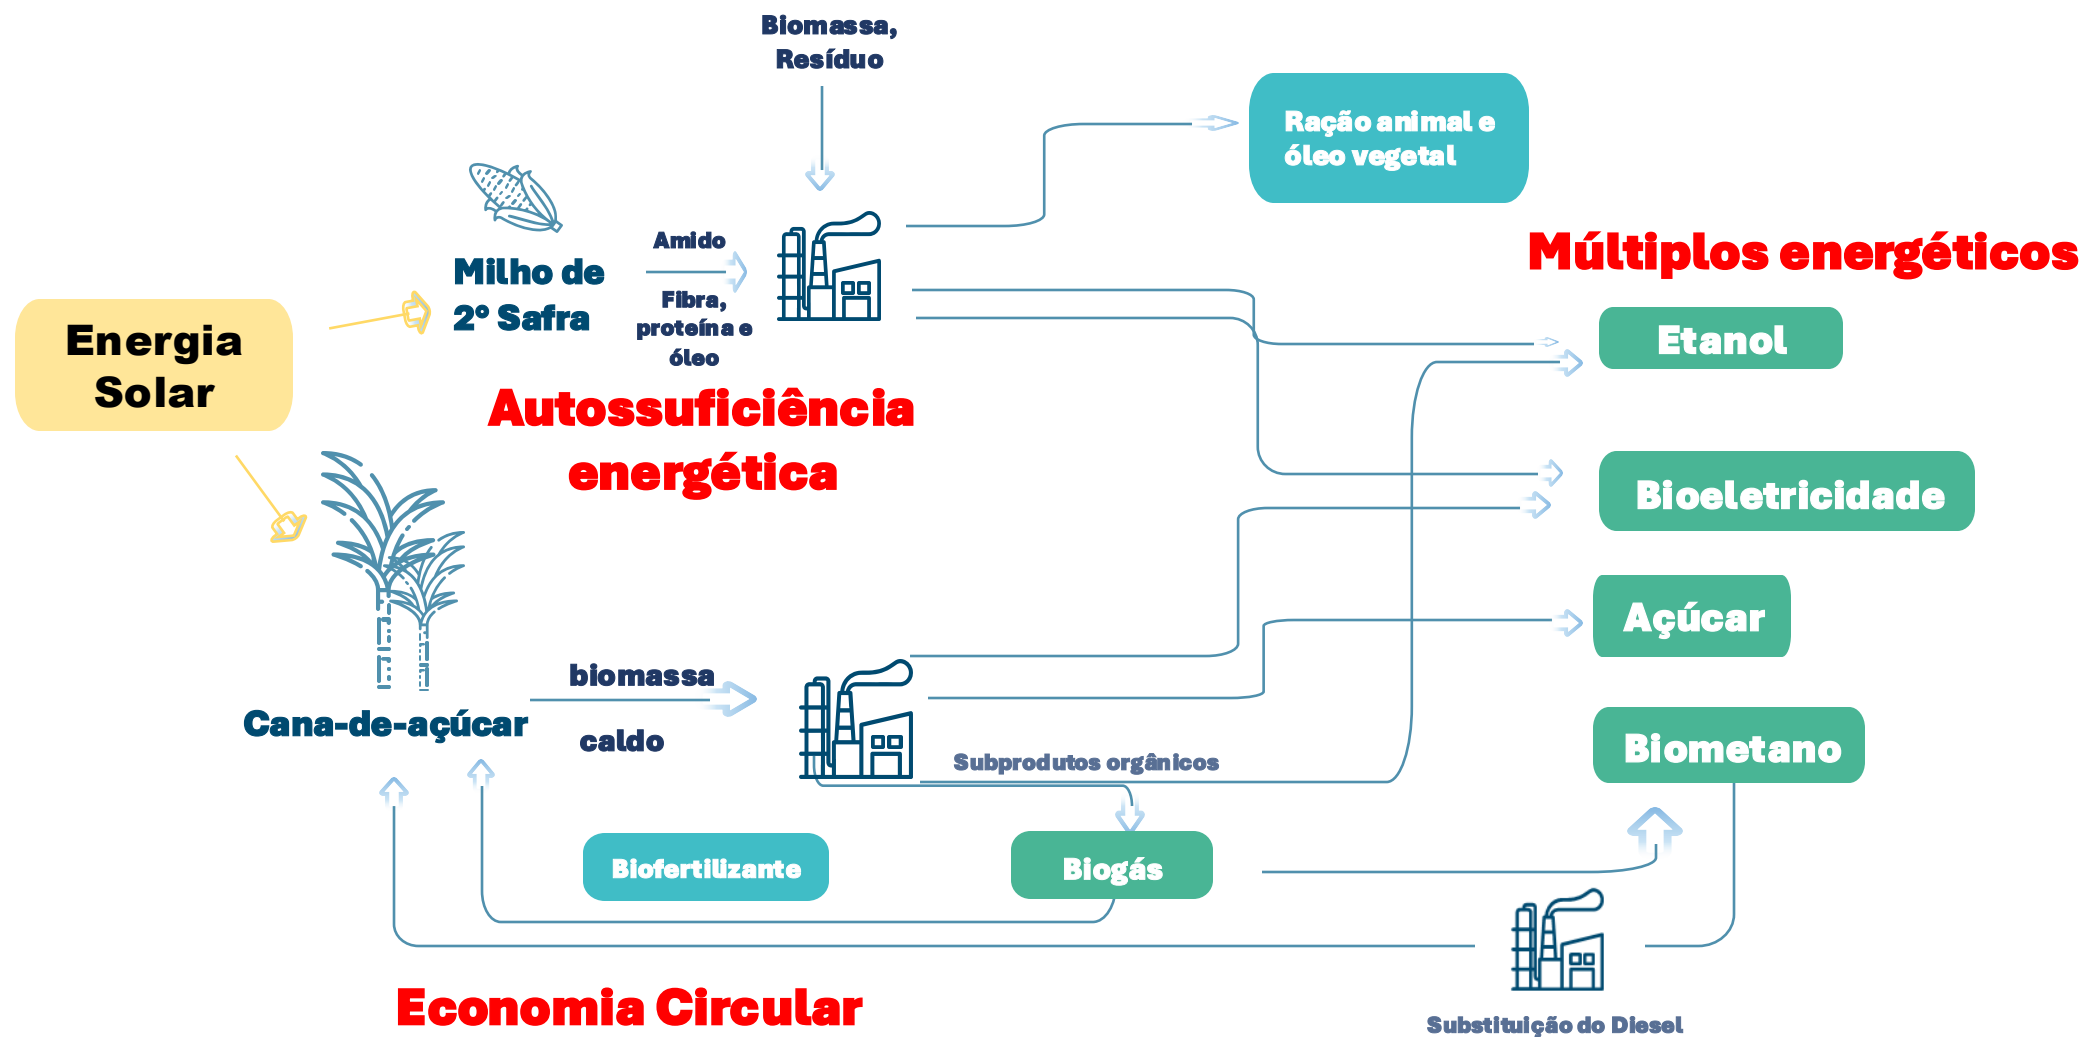 Biomassa,
Resíduo
Ração animal e
óleo vegetal
Amido
Milho de
2° Safra
Fibra,
proteína e
óleo
Múltiplos energéticos
Energia
Solar
Etanol
Autossuficiência
energética
Bioeletricidade
Açúcar
biomassa
Cana-de-açúcar
caldo
Subprodutos orgânicos
Biometano
Biofertilizante
Biogás
Economia Circular
Substituição do Diesel